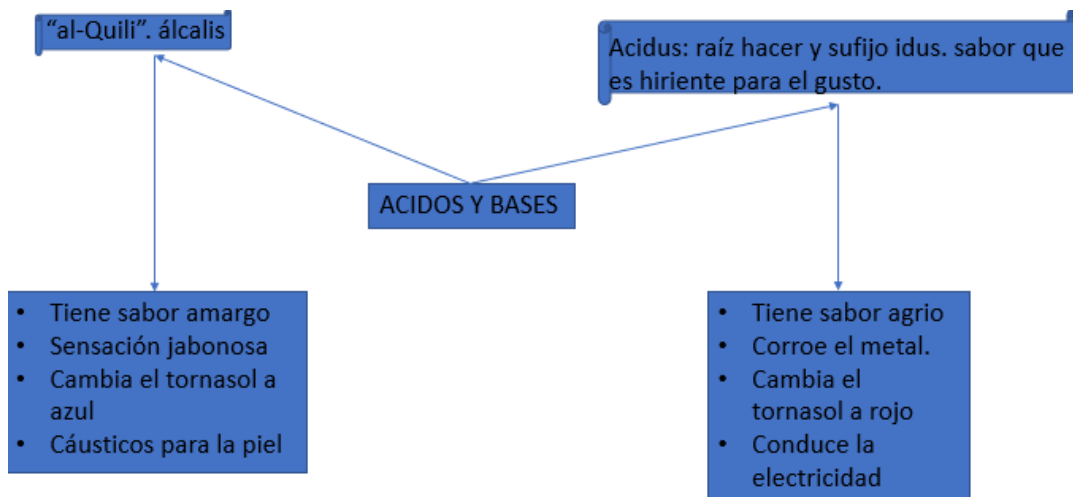 “al-Quili”. álcalis
Acidus: raíz hacer y sufijo idus. sabor que
es hiriente para el gusto.
ACIDOS Y BASES
• Tiene sabor amargo
• Sensación jabonosa
• Cambia el tornasol a
azul
• Cáusticos para la piel
• Tiene sabor agrio
• Corroe el metal.
• Cambia el
tornasol a rojo
• Conduce la
electricidad